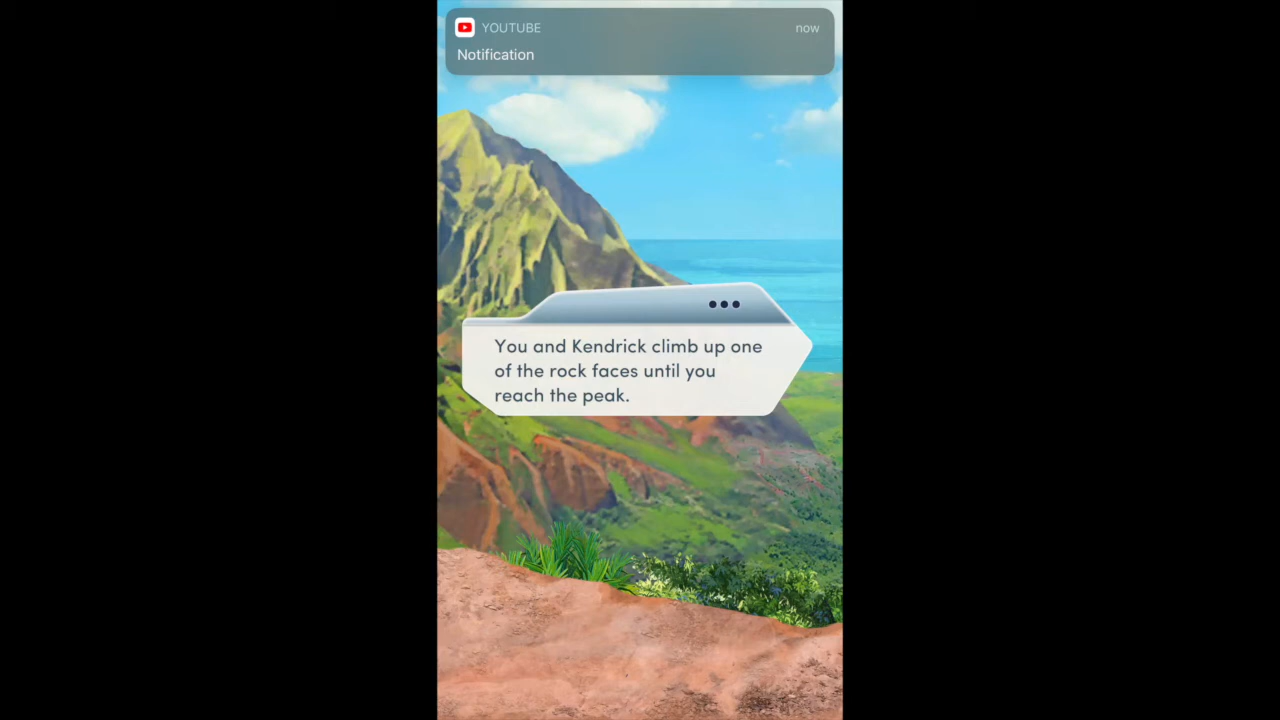 YOUTUBE
now
Notification
You and Kendrick climb up one
of the rock faces until you
reach the peak.